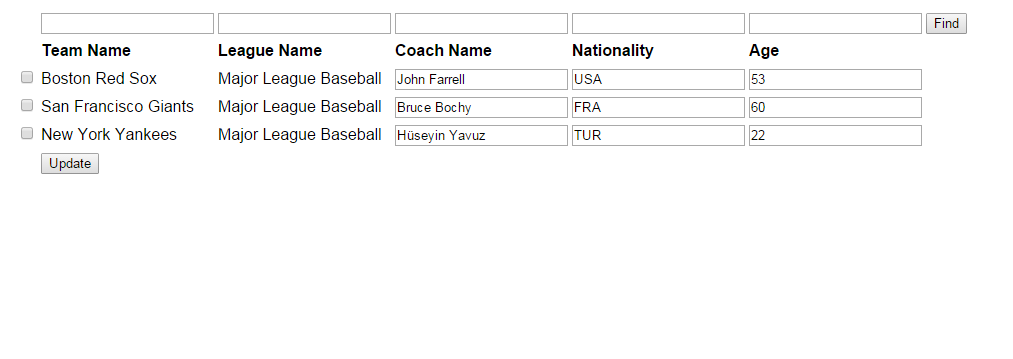 Find
Team Name League Name Coach Name Nationality Age
Boston Red Sox Major League Baseball John Farrell USA 53
San Francisco Giants Major League Baseball Bruce Bochy FRA 60
New York Yankees Major League Baseball Hüseyin Yavuz TUR 22
Update